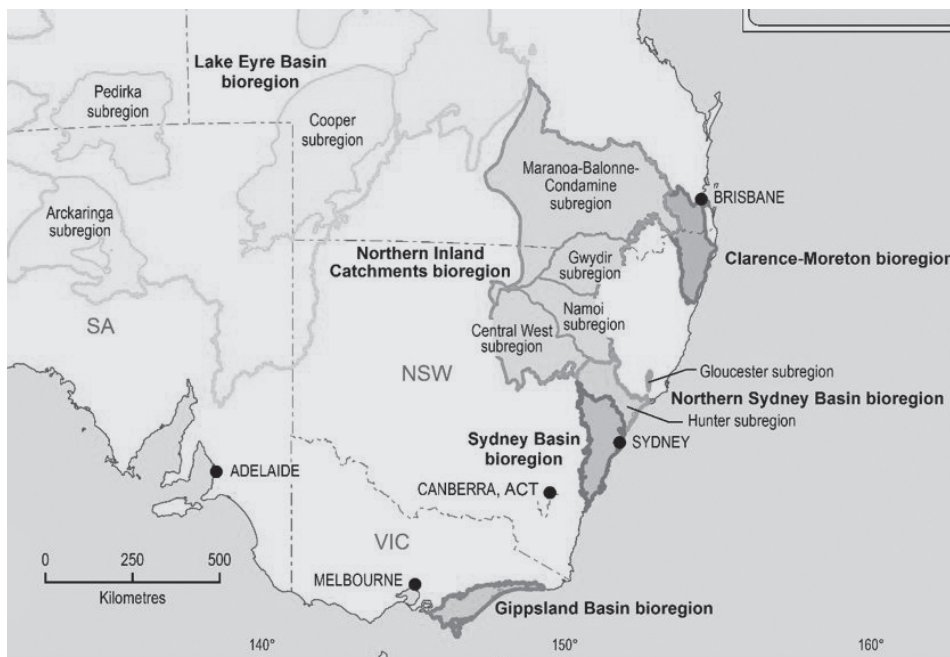 Lake Eyre Basin
bioregion
Pedirka
subregion
Cooper
subregion
Maranoa-Balonne-
Condamine
subregion
BRISBANE
Arckaringa
subregion
Northern Inland
Catchments bioregion
Gwydir
subregion
Clarence-Moreton bioregion
SA
Namoi
subregion
Central West
subregion
NSW
Gloucester subregion
Northern Sydney Basin bioregion
Hunter subregion
Sydney Basin
bioregion
SYDNEY
ADELAIDE
CANBERRA, ACT
VIC
0 250 500
Kilometres
MELBOURNE
Gippsland Basin bioregion
140° 150° 160°